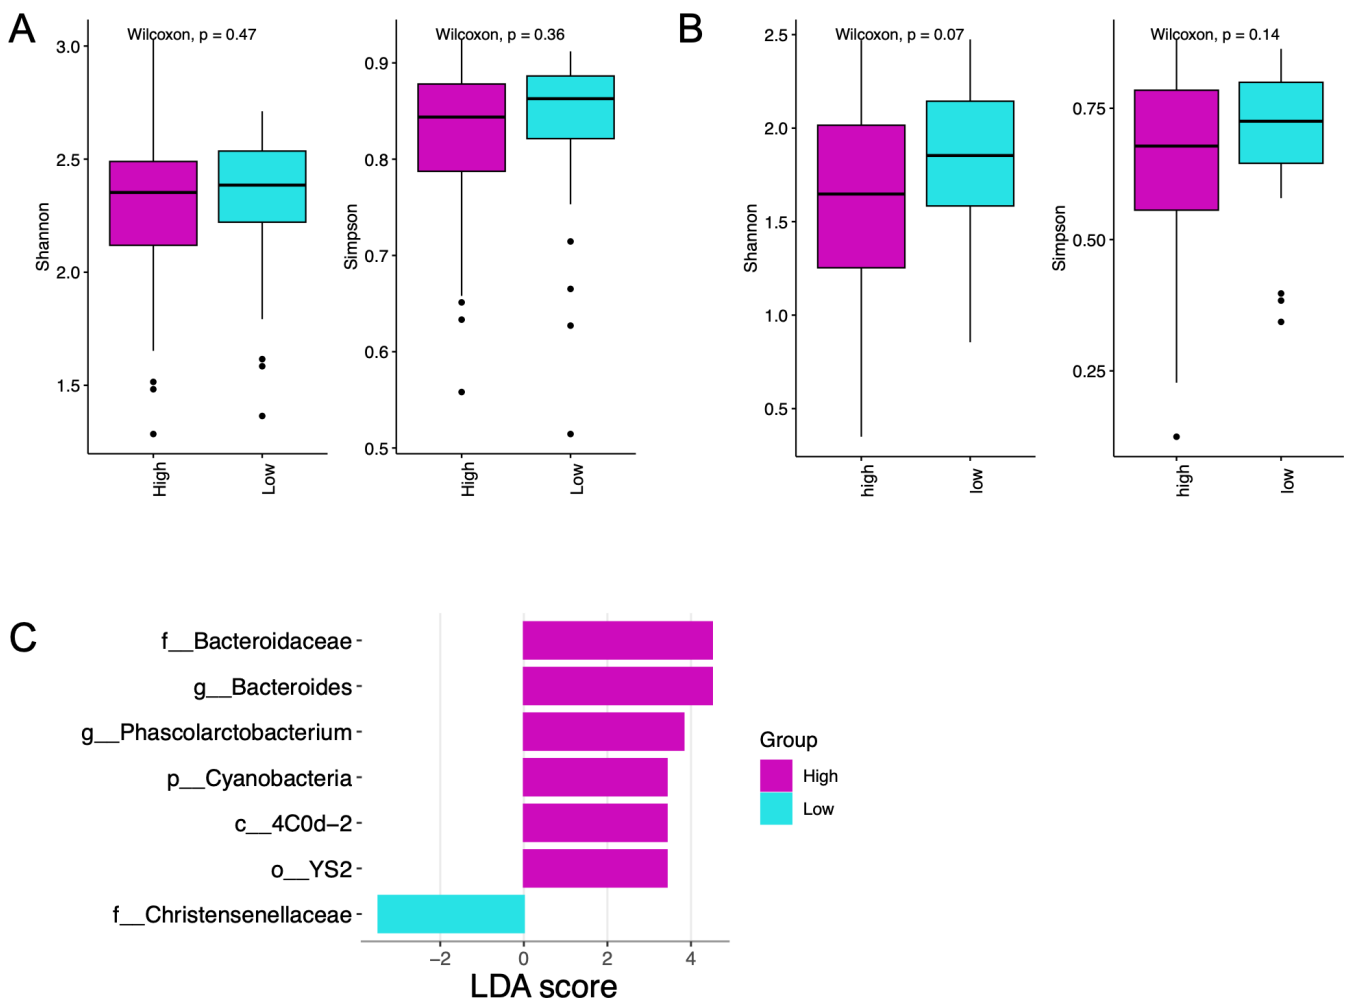 A
Wilcoxon, p = 0.47
3.0
2.5
2.0
1.5
Shannon
High
Low
Wilcoxon, p = 0.36
0.9
0.8
0.7
0.6
0.5
Simpson
High
Low
B
Wilcoxon, p = 0.07
2.5
2.0
1.5
1.0
0.5
Shannon
high
low
Wilcoxon, p = 0.14
0.75
0.50
0.25
Simpson
high
low
C
f__Bacteroidaceae
g__Bacteroides
g__Phascolarctobacterium
p__Cyanobacteria
c__4C0d−2
o__YS2
f__Christensenellaceae
−2 0 2 4
LDA score
Group
High
Low